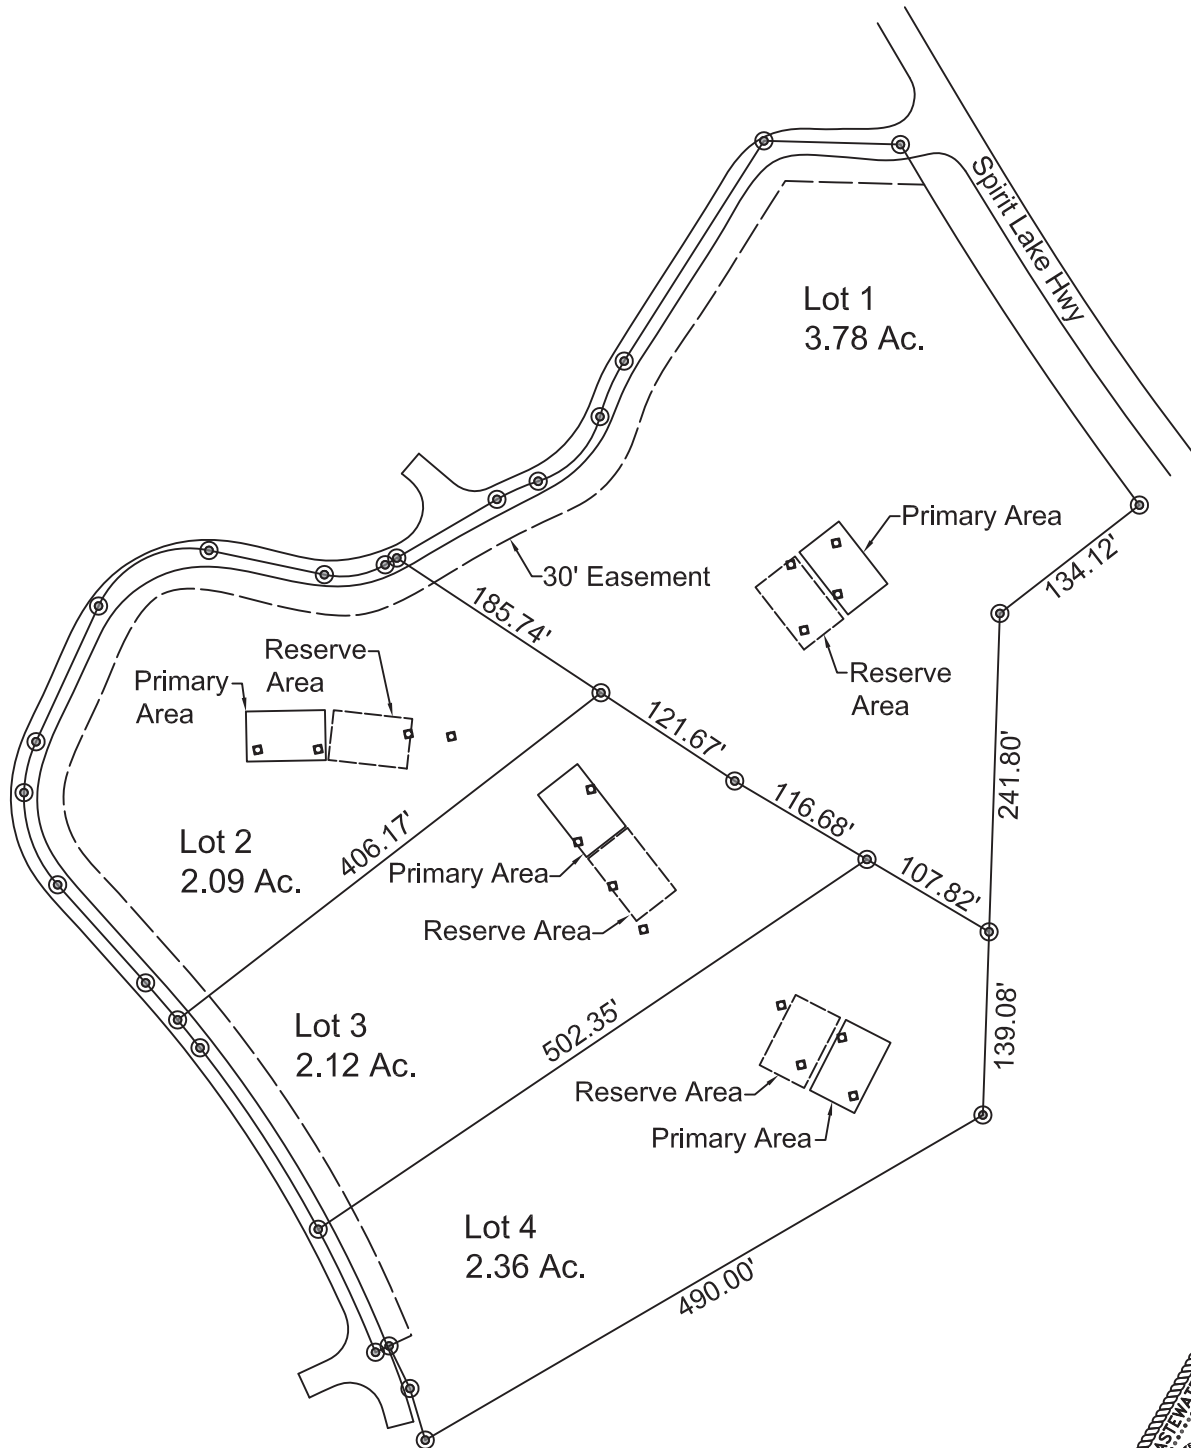 Spirit Lake Hwy
Lot 1
3.78 Ac.
Primary Area
134.12'
30' Easement
185.74'
Reserve
Area
Reserve
Area
Primary
Area
121.67'
241.80'
116.68'
Lot 2
2.09 Ac.
406.17'
Primary Area
107.82'
Reserve Area
Lot 3
2.12 Ac.
502.35'
139.08'
Reserve Area
Primary Area
Lot 4
2.36 Ac.
490.00'